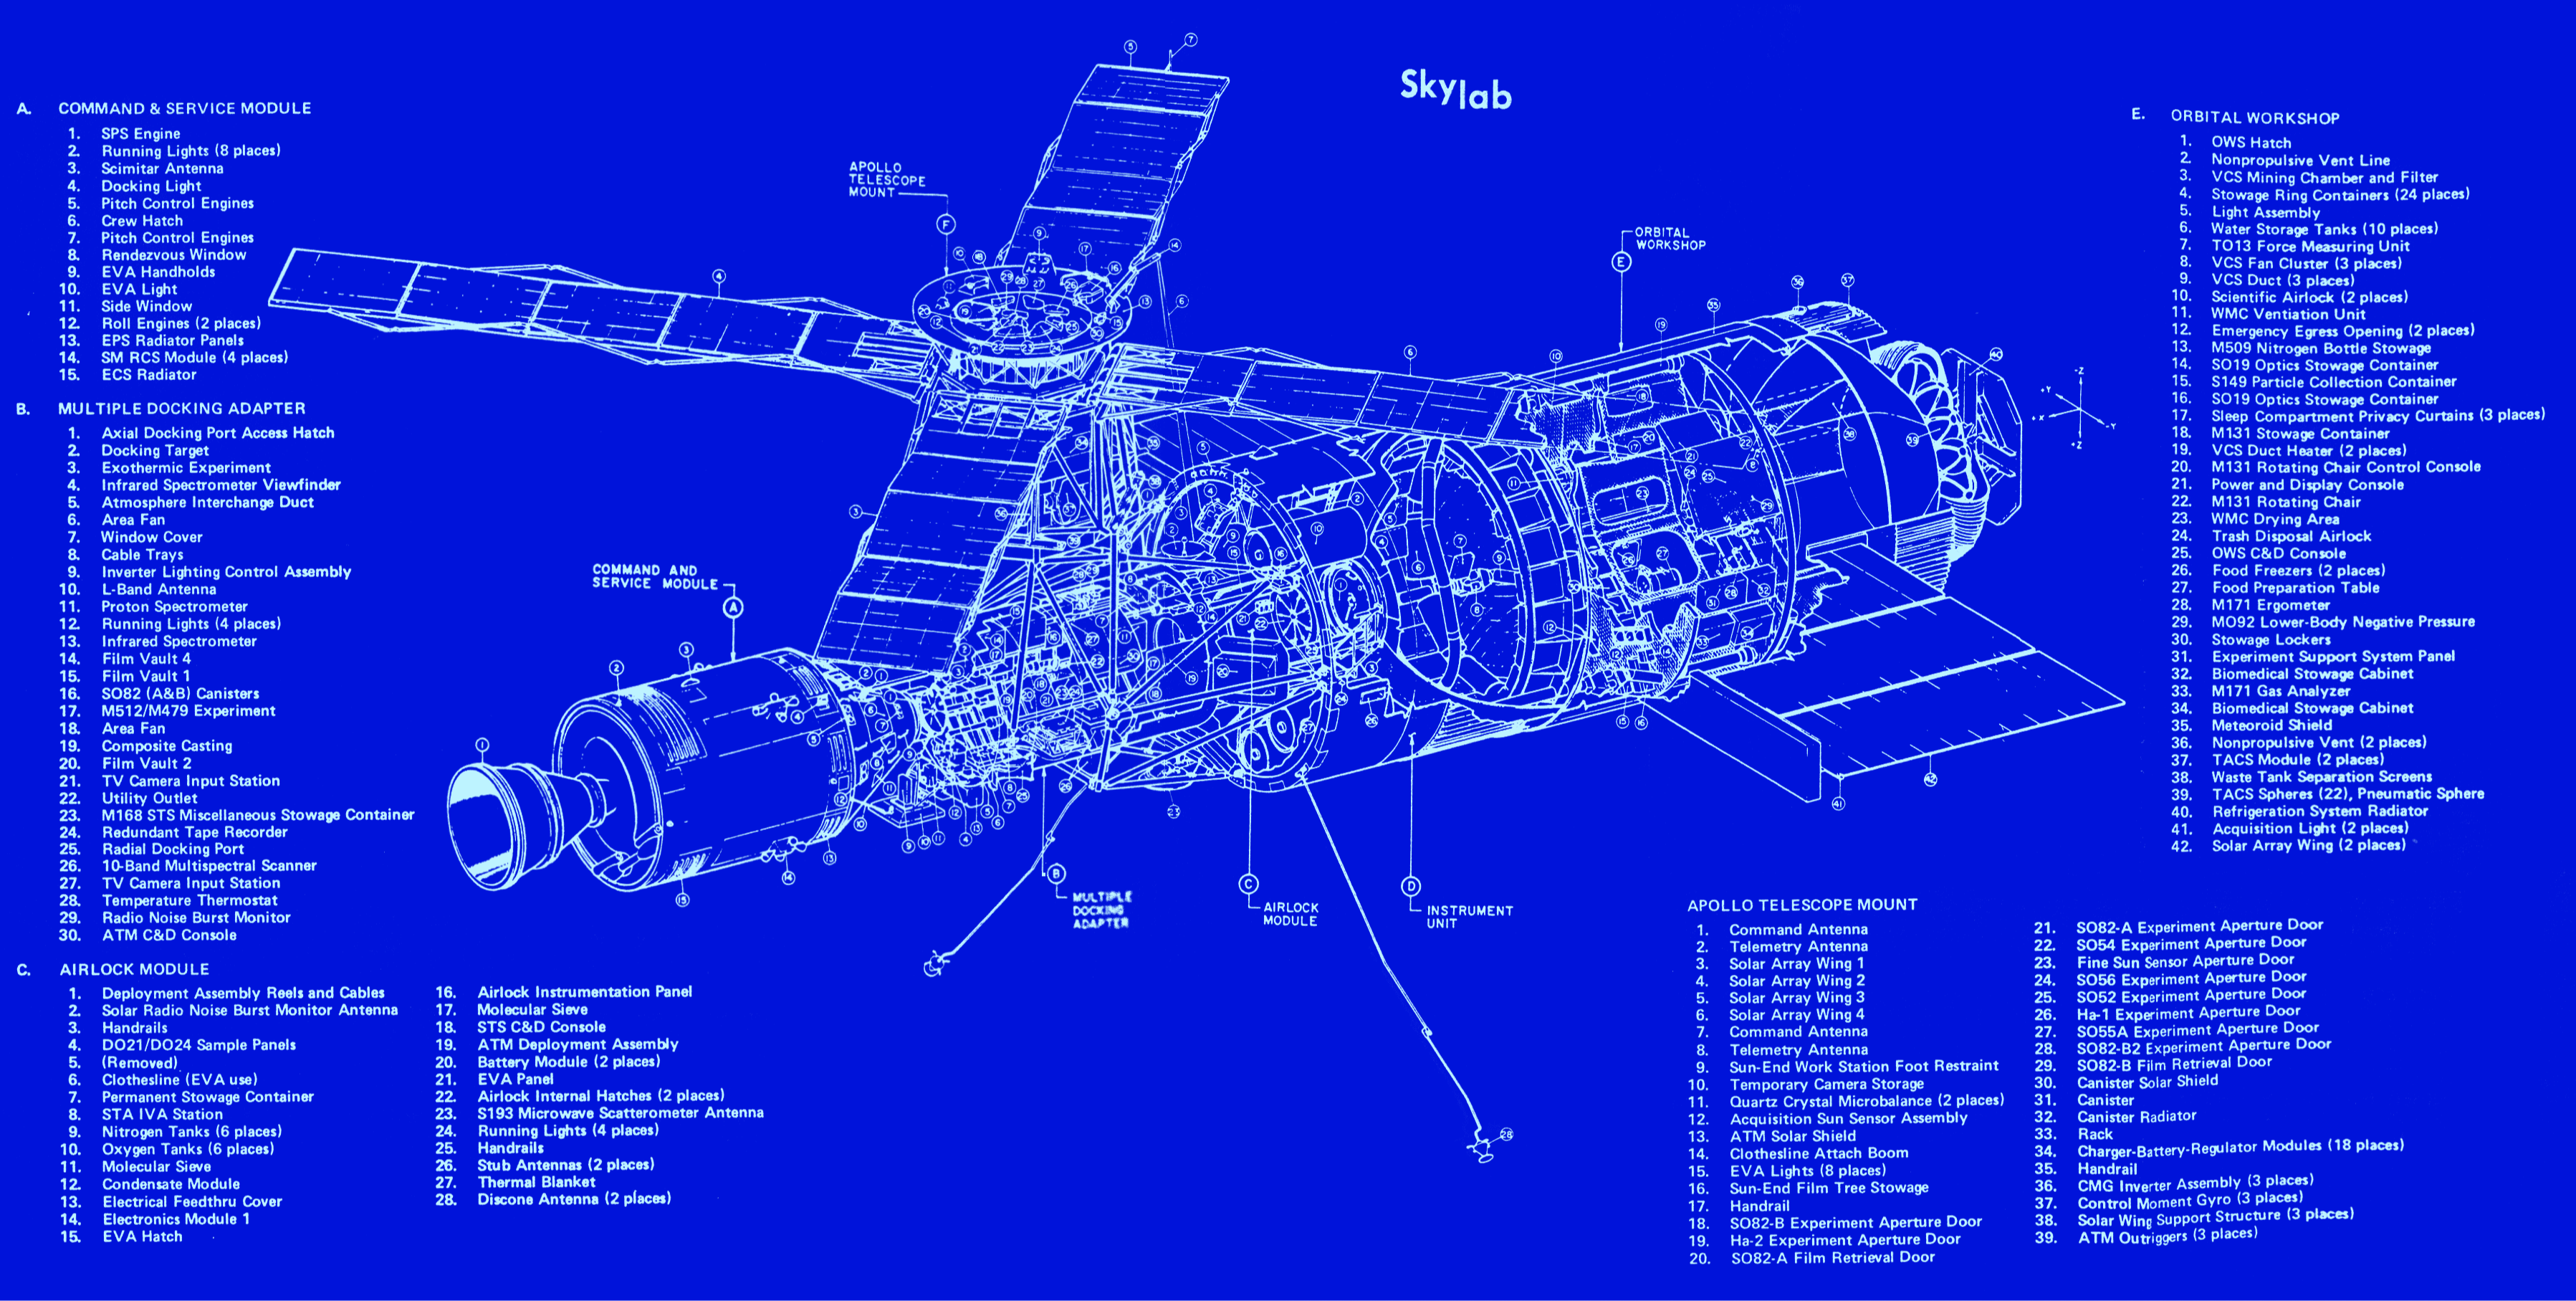 Skylab
A. COMMAND & SERVICE MODULE
1. SPS Engine
2. Running Lights (8 places)
3. Scimitar Antenna
4. Docking Light
5. Pitch Control Engines
6. Crew Hatch
7. Pitch Control Engines
8. Rendezvous Window
9. EVA Handholds
10. EVA Light
11. Side Window
12. Roll Engines (2 places)
13. EPS Radiator Panels
14. SM RCS Module (4 places)
15. ECS Radiator
B. MULTIPLE DOCKING ADAPTER
1. Axial Docking Port Access Hatch
2. Docking Target
3. Exothermic Experiment
4. Infrared Spectrometer Viewfinder
5. Atmosphere Interchange Duct
6. Area Fan
7. Window Cover
8. Cable Trays
9. Inverter Lighting Control Assembly
10. L-Band Antenna
11. Proton Spectrometer
12. Running Lights (4 places)
13. Infrared Spectrometer
14. Film Vault 4
15. Film Vault 1
16. SO82 (A&B) Canisters
17. M512/M479 Experiment
18. Area Fan
19. Composite Casting
20. Film Vault 2
21. TV Camera Input Station
22. Utility Outlet
23. M168 STS Miscellaneous Stowage Container
24. Redundant Tape Recorder
25. Radial Docking Port
26. 10-Band Multispectral Scanner
27. TV Camera Input Station
28. Temperature Thermostat
29. Radio Noise Burst Monitor
30. ATM C&D Console
C. AIRLOCK MODULE
1. Deployment Assembly Reels and Cables
2. Solar Radio Noise Burst Monitor Antenna
3. Handrails
4. DO21/DO24 Sample Panels
5. (Removed)
6. Clothesline (EVA use)
7. Permanent Stowage Container
8. STA IVA Station
9. Nitrogen Tanks (6 places)
10. Oxygen Tanks (6 places)
11. Molecular Sieve
12. Condensate Module
13. Electrical Feedthru Cover
14. Electronics Module 1
15. EVA Hatch
16. Airlock Instrumentation Panel
17. Molecular Sieve
18. STS C&D Console
19. ATM Deployment Assembly
20. Battery Module (2 places)
21. EVA Panel
22. Airlock Internal Hatches (2 places)
23. S193 Microwave Scatterometer Antenna
24. Running Lights (4 places)
25. Handrails
26. Stub Antennas (2 places)
27. Thermal Blanket
28. Discone Antenna (2 places)
APOLLO
TELESCOPE
MOUNT
F
ORBITAL
WORKSHOP
E
COMMAND AND
SERVICE MODULE
A
B
MULTIPLE
DOCKING
ADAPTER
C
AIRLOCK
MODULE
D
INSTRUMENT
UNIT
-Z
+Y
+X
-Y
+Z
E. ORBITAL WORKSHOP
1. OWS Hatch
2. Nonpropulsive Vent Line
3. VCS Mining Chamber and Filter
4. Stowage Ring Containers (24 places)
5. Light Assembly
6. Water Storage Tanks (10 places)
7. TO13 Force Measuring Unit
8. VCS Fan Cluster (3 places)
9. VCS Duct (3 places)
10. Scientific Airlock (2 places)
11. WMC Ventiation Unit
12. Emergency Egress Opening (2 places)
13. M509 Nitrogen Bottle Stowage
14. SO19 Optics Stowage Container
15. S149 Particle Collection Container
16. SO19 Optics Stowage Container
17. Sleep Compartment Privacy Curtains (3 places)
18. M131 Stowage Container
19. VCS Duct Heater (2 places)
20. M131 Rotating Chair Control Console
21. Power and Display Console
22. M131 Rotating Chair
23. WMC Drying Area
24. Trash Disposal Airlock
25. OWS C&D Console
26. Food Freezers (2 places)
27. Food Preparation Table
28. M171 Ergometer
29. MO92 Lower-Body Negative Pressure
30. Stowage Lockers
31. Experiment Support System Panel
32. Biomedical Stowage Cabinet
33. M171 Gas Analyzer
34. Biomedical Stowage Cabinet
35. Meteoroid Shield
36. Nonpropulsive Vent (2 places)
37. TACS Module (2 places)
38. Waste Tank Separation Screens
39. TACS Spheres (22), Pneumatic Sphere
40. Refrigeration System Radiator
41. Acquisition Light (2 places)
42. Solar Array Wing (2 places)
APOLLO TELESCOPE MOUNT
1. Command Antenna
2. Telemetry Antenna
3. Solar Array Wing 1
4. Solar Array Wing 2
5. Solar Array Wing 3
6. Solar Array Wing 4
7. Command Antenna
8. Telemetry Antenna
9. Sun-End Work Station Foot Restraint
10. Temporary Camera Storage
11. Quartz Crystal Microbalance (2 places)
12. Acquisition Sun Sensor Assembly
13. ATM Solar Shield
14. Clothesline Attach Boom
15. EVA Lights (8 places)
16. Sun-End Film Tree Stowage
17. Handrail
18. SO82-B Experiment Aperture Door
19. Ha-2 Experiment Aperture Door
20. SO82-A Film Retrieval Door
21. SO82-A Experiment Aperture Door
22. SO54 Experiment Aperture Door
23. Fine Sun Sensor Aperture Door
24. SO56 Experiment Aperture Door
25. SO52 Experiment Aperture Door
26. Ha-1 Experiment Aperture Door
27. SO55A Experiment Aperture Door
28. SO82-B2 Experiment Aperture Door
29. SO82-B Film Retrieval Door
30. Canister Solar Shield
31. Canister
32. Canister Radiator
33. Rack
34. Charger-Battery-Regulator Modules (18 places)
35. Handrail
36. CMG Inverter Assembly (3 places)
37. Control Moment Gyro (3 places)
38. Solar Wing Support Structure (3 places)
39. ATM Outriggers (3 places)